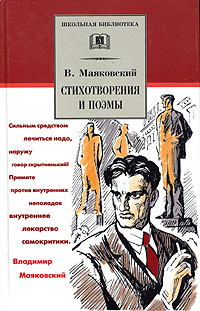 ШКОЛЬНАЯ БИБЛИОТЕКА
В. Маяковский
СТИХОТВОРЕНИЯ
И ПОЭМЫ
Сильным средством
лечиться надо,
наружу
говор скрытненький!
Примите
против внутренних
неполадок
внутреннее
лекарство
самокритики.
Владимир
Маяковский